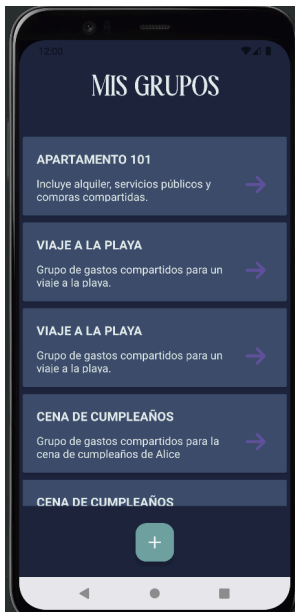 12:00
MIS GRUPOS
APARTAMENTO 101
Incluye alquiler, servicios públicos y
compras compartidas.
VIAJE A LA PLAYA
Grupo de gastos compartidos para un
viaje a la playa.
VIAJE A LA PLAYA
Grupo de gastos compartidos para un
viaje a la playa.
CENA DE CUMPLEAÑOS
Grupo de gastos compartidos para la
cena de cumpleaños de Alice
CENA DE CUMPLEAÑOS
+